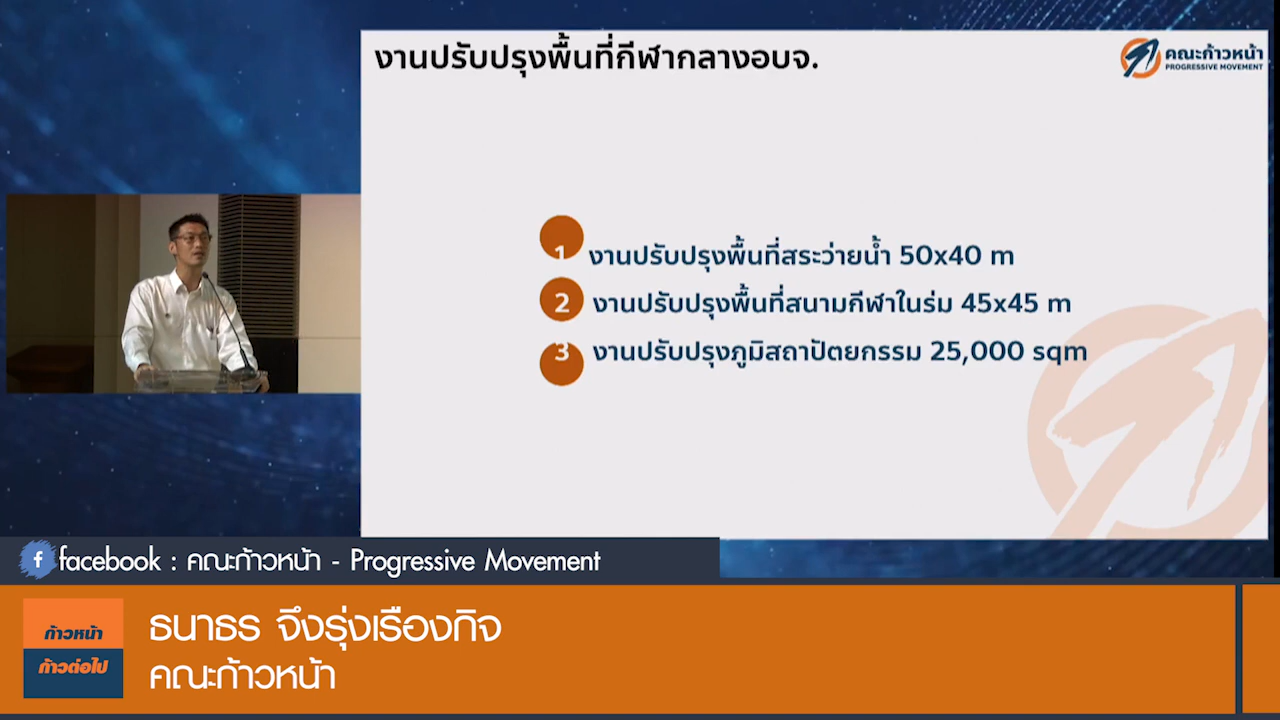 งานปรับปรุงพื้นที่กีฬากลางอบจ.
คณะก้าวหน้า
PROGRESSIVE MOVEMENT
1 งานปรับปรุงพื้นที่สระว่ายน้ำ 50x40 m
2 งานปรับปรุงพื้นที่สนามกีฬาในร่ม 45x45 m
3 งานปรับปรุงภูมิสถาปัตยกรรม 25,000 sqm
f facebook : คณะก้าวหน้า - Progressive Movement
ก้าวหน้า
ก้าวต่อไป
ธนาธร จึงรุ่งเรืองกิจ
คณะก้าวหน้า